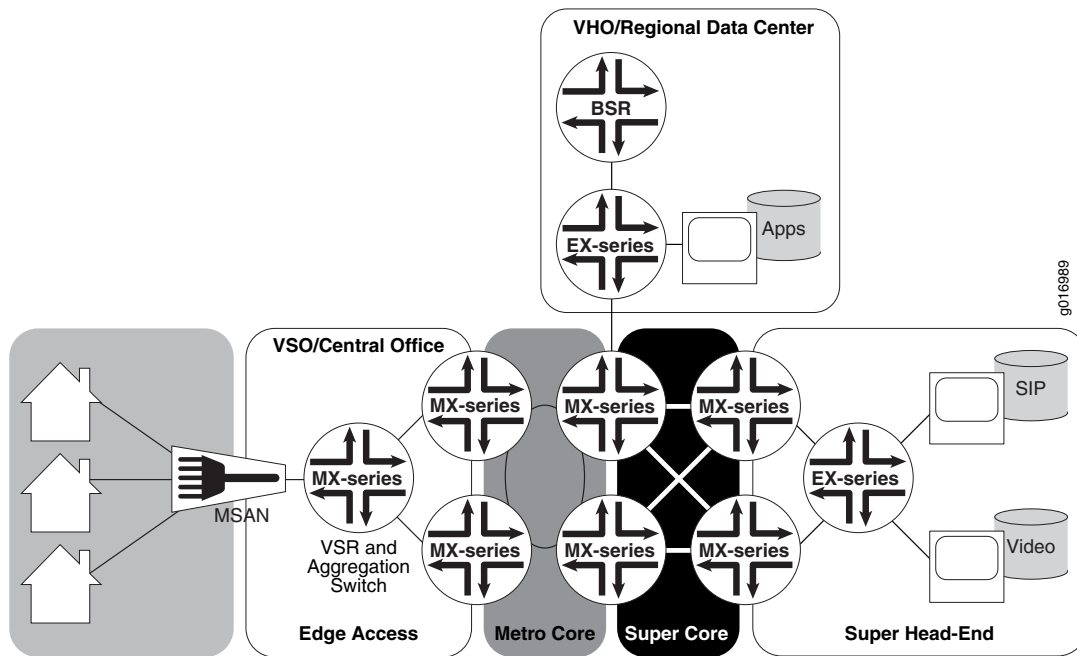 VHO/Regional Data Center
BSR
EX-series
Apps
g016989
VSO/Central Office
MX-series
MX-series
MX-series
SIP
MX-series
EX-series
MSAN
VSR and
Aggregation
Switch
MX-series
MX-series
MX-series
Video
Edge Access
Metro Core
Super Core
Super Head-End